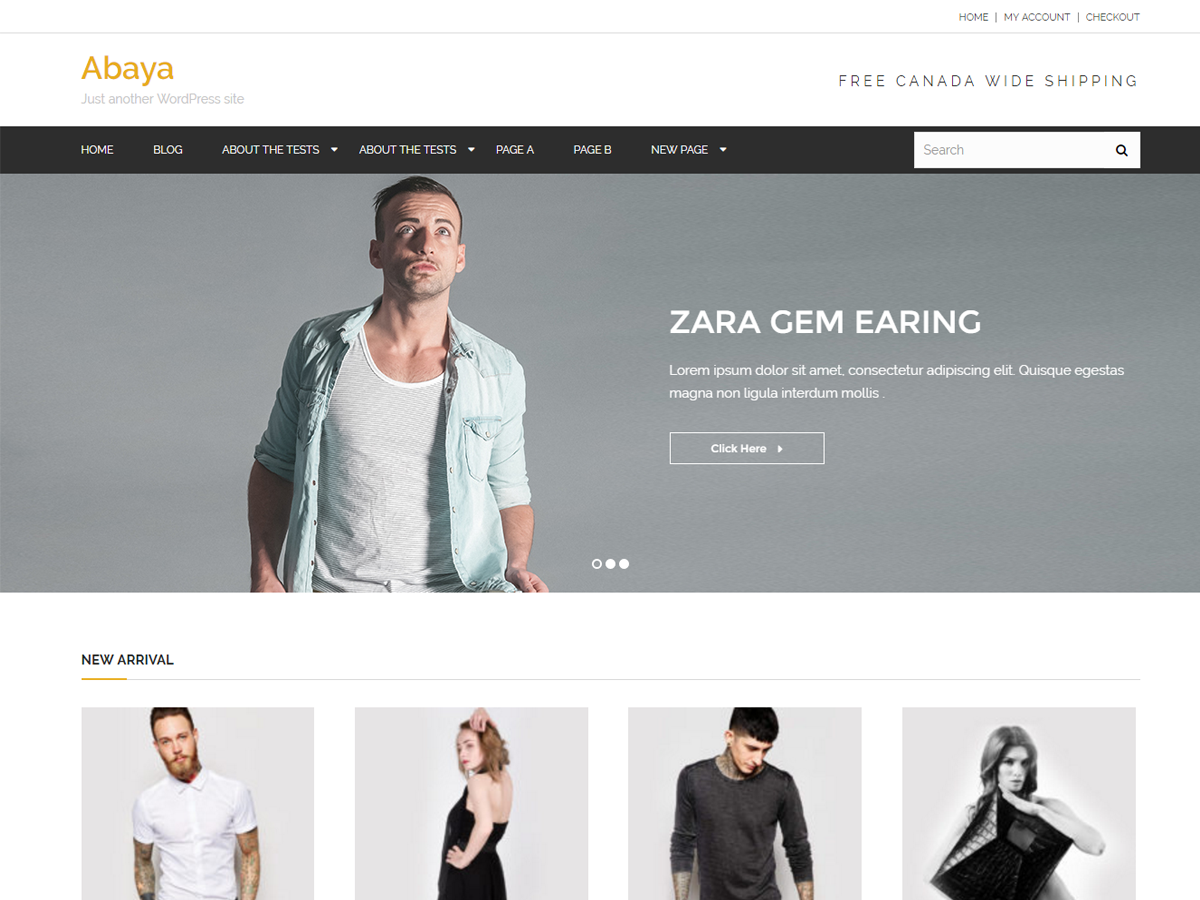 HOME | MY ACCOUNT | CHECKOUT
Abaya
Just another WordPress site
FREE CANADA WIDE SHIPPING
HOME BLOG ABOUT THE TESTS ABOUT THE TESTS PAGE A PAGE B NEW PAGE Search
ZARA GEM EARING
Lorem ipsum dolor sit amet, consectetur adipiscing elit. Quisque egestas
magna non ligula interdum mollis .
Click Here
NEW ARRIVAL